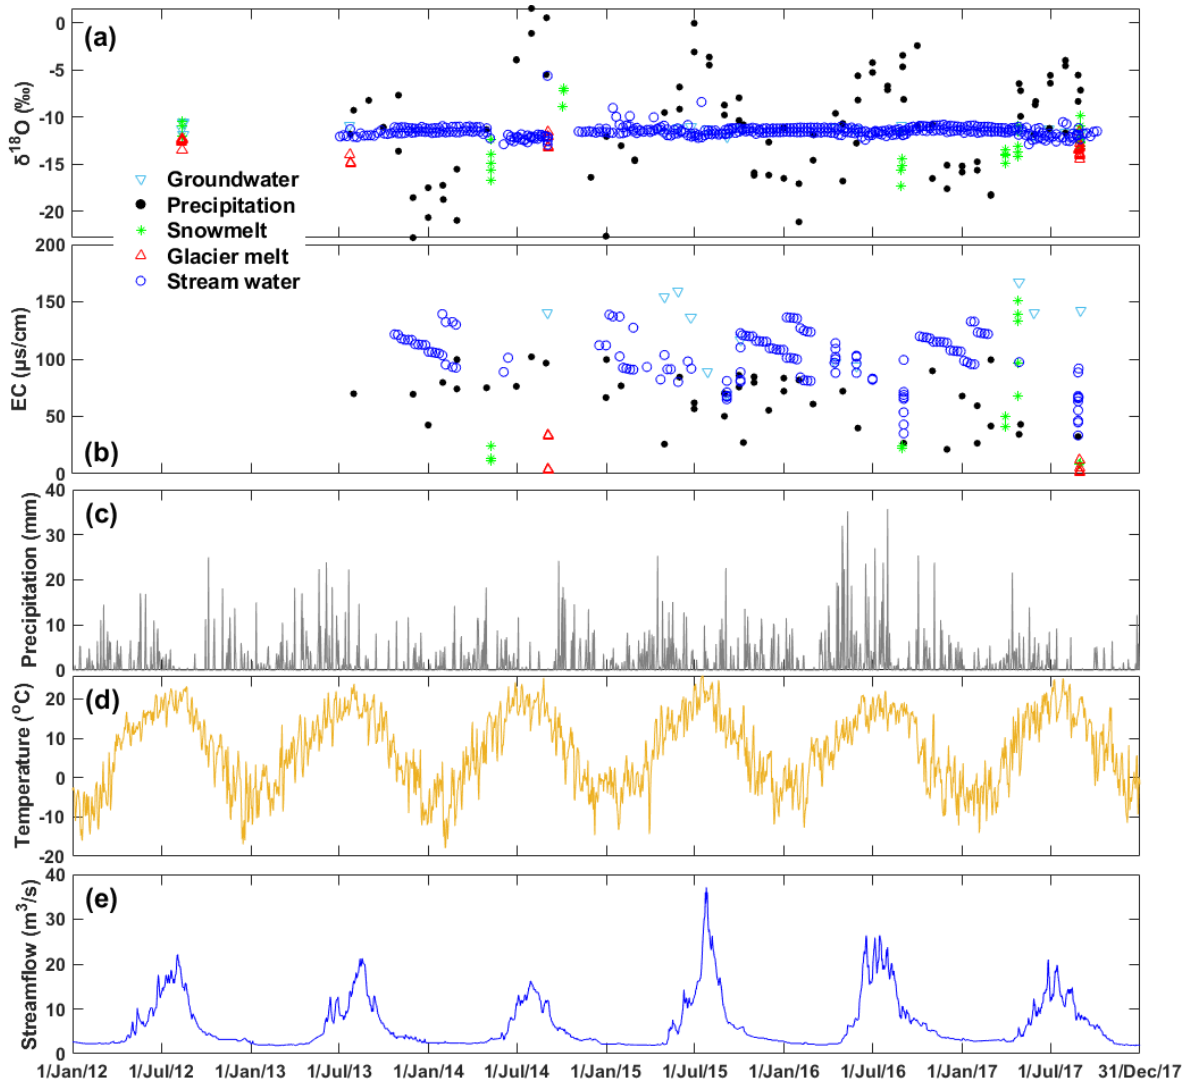 (a)
0
-5
-10
-15
-20
δ18O (‰)
Groundwater
Precipitation
Snowmelt
Glacier melt
Stream water
200
150
100
50
0
EC (µs/cm)
(b)
40
30
20
10
0
Precipitation (mm)
(c)
20
10
0
-10
-20
Temperature (oC)
(d)
40
30
20
10
0
Streamflow (m3/s)
(e)
1/Jan/12 1/Jul/12 1/Jan/13 1/Jul/13 1/Jan/14 1/Jul/14 1/Jan/15 1/Jul/15 1/Jan/16 1/Jul/16 1/Jan/17 1/Jul/17 31/Dec/17